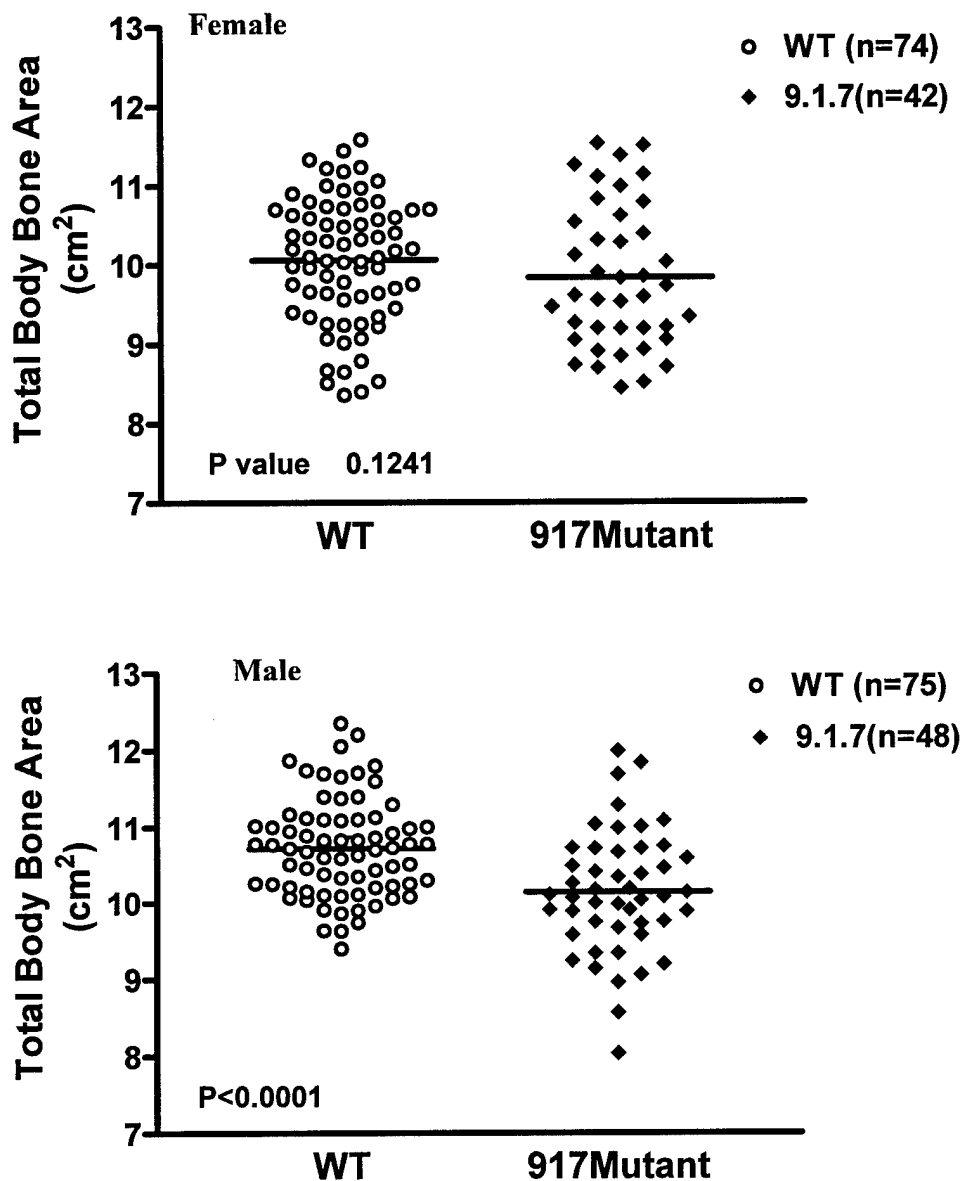 Female
WT (n=74)
9.1.7(n=42)
Total Body Bone Area
(cm²)
13
12
11
10
9
8
7
P value 0.1241
WT
917Mutant
Male
WT (n=75)
9.1.7(n=48)
Total Body Bone Area
(cm²)
13
12
11
10
9
8
7
P<0.0001
WT
917Mutant